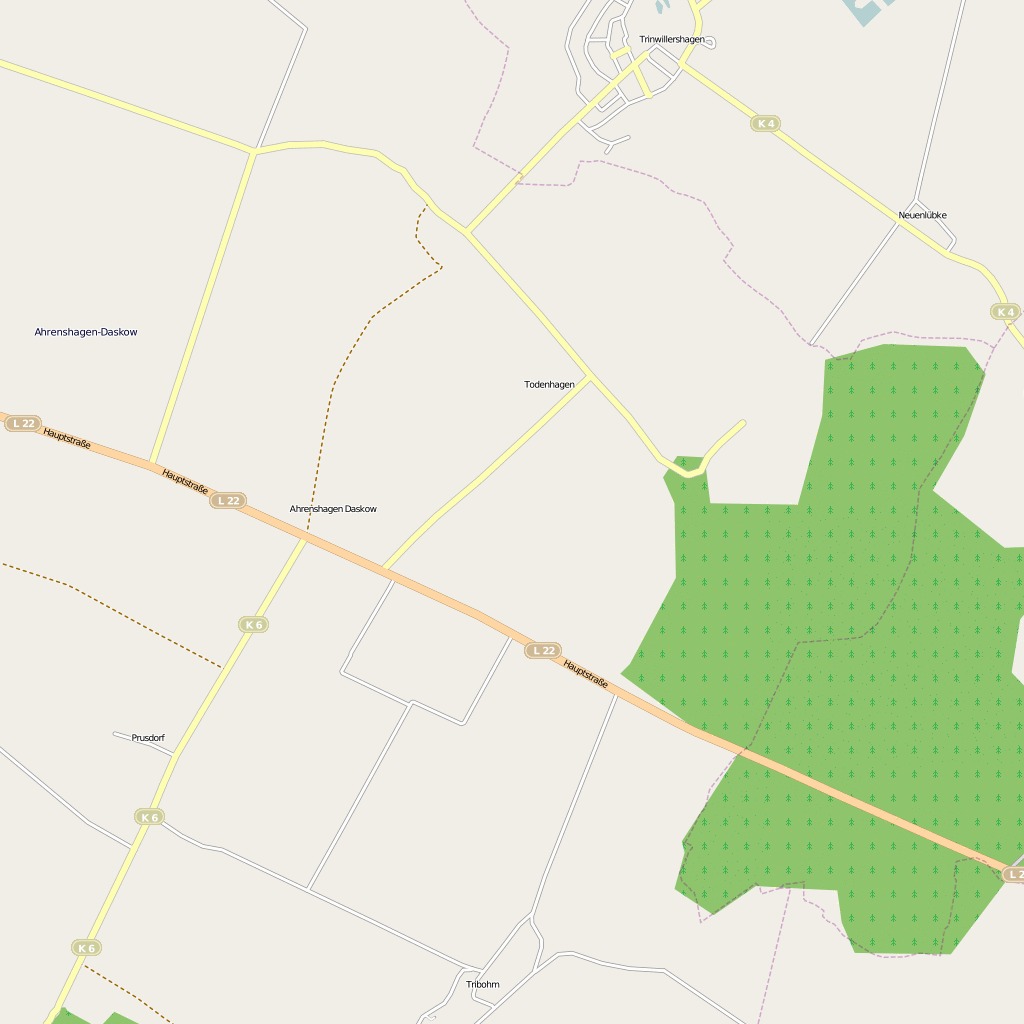 Trinwillershagen
K 4
Neuenlübke
K 4
Ahrenshagen-Daskow
Todenhagen
L 22
Hauptstraße
Hauptstraße
L 22
Ahrenshagen Daskow
K 6
L 22
Hauptstraße
Prusdorf
K 6
L 2
K 6
Tribohm